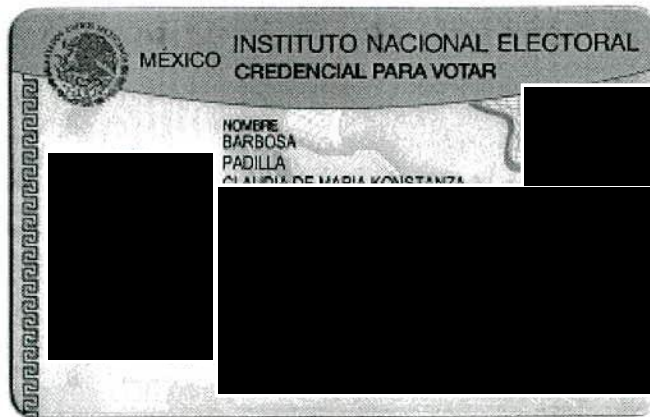 MÉXICO
INSTITUTO NACIONAL ELECTORAL
CREDENCIAL PARA VOTAR
NOMBRE
BARBOSA
PADILLA
CLAUDIA DE MARIA KONSTANZA